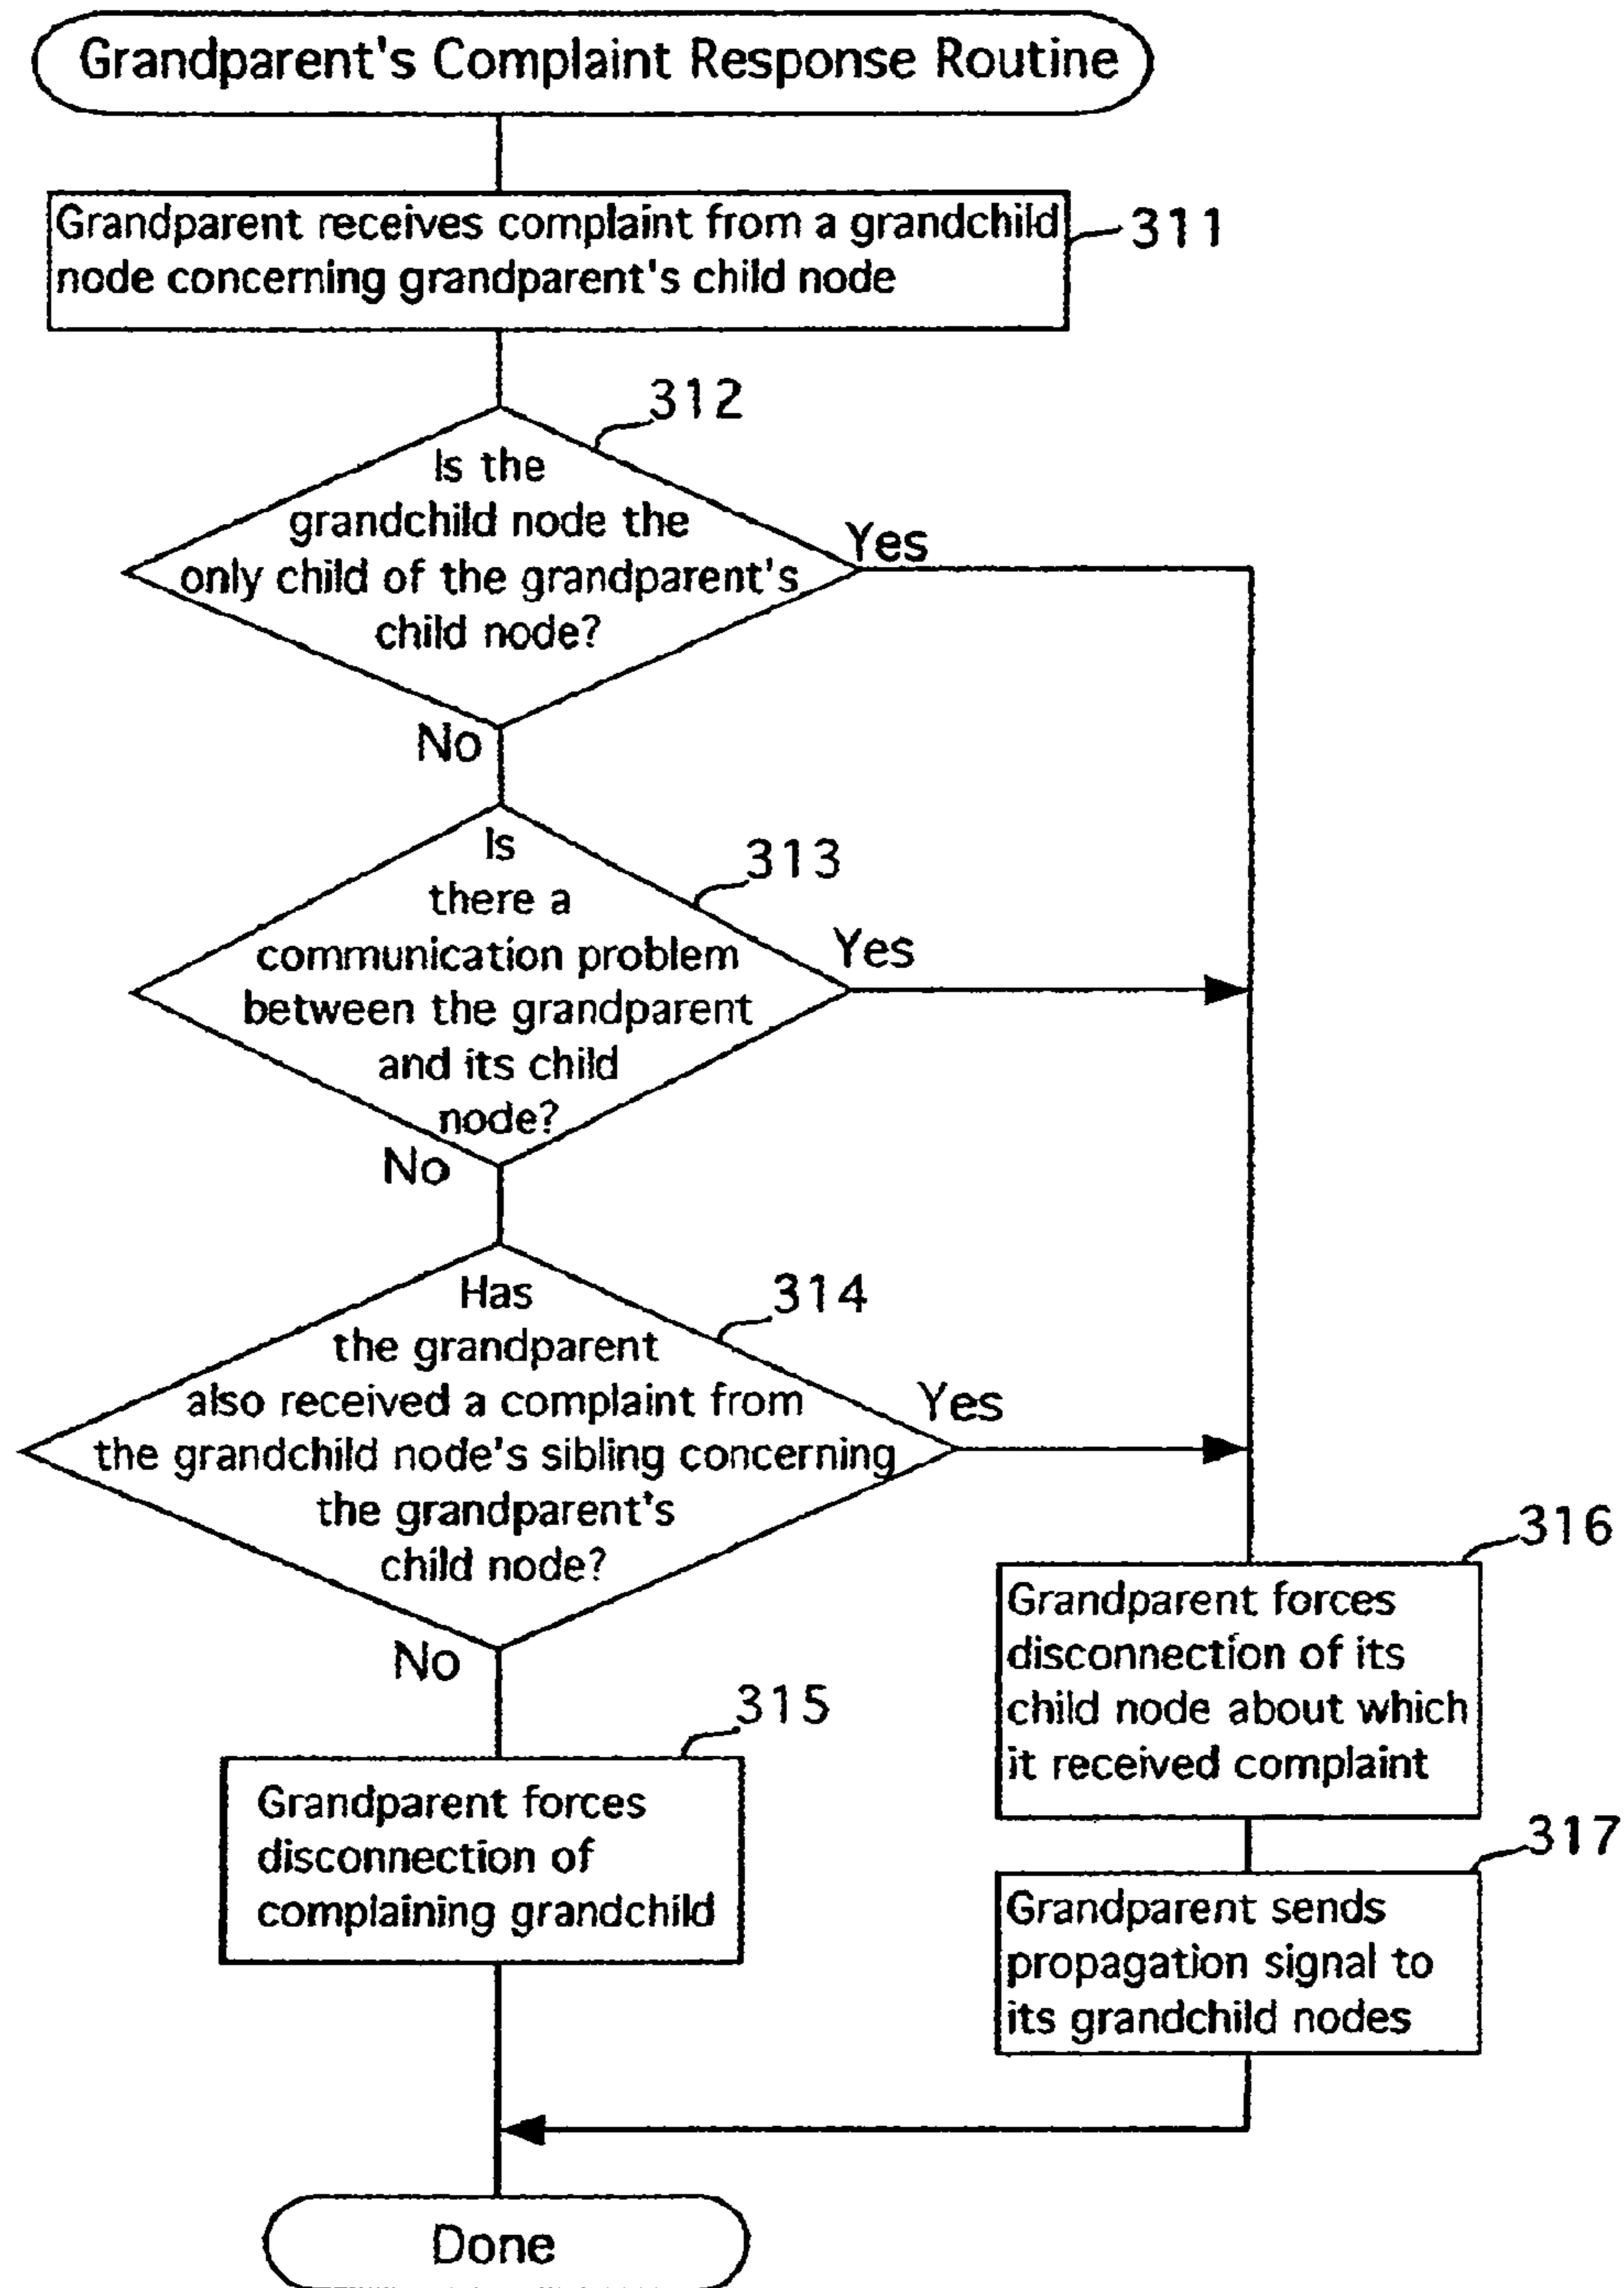 Grandparent's Complaint Response Routine
Grandparent receives complaint from a grandchild
node concerning grandparent's child node
311
312
Is the
grandchild node the
only child of the grandparent's
child node?
Yes
No
313
Is
there a
communication problem
between the grandparent
and its child
node?
Yes
No
314
Has
the grandparent
also received a complaint from
the grandchild node's sibling concerning
the grandparent's
child node?
Yes
No
315
Grandparent forces
disconnection of
complaining grandchild
316
Grandparent forces
disconnection of its
child node about which
it received complaint
317
Grandparent sends
propagation signal to
its grandchild nodes
Done